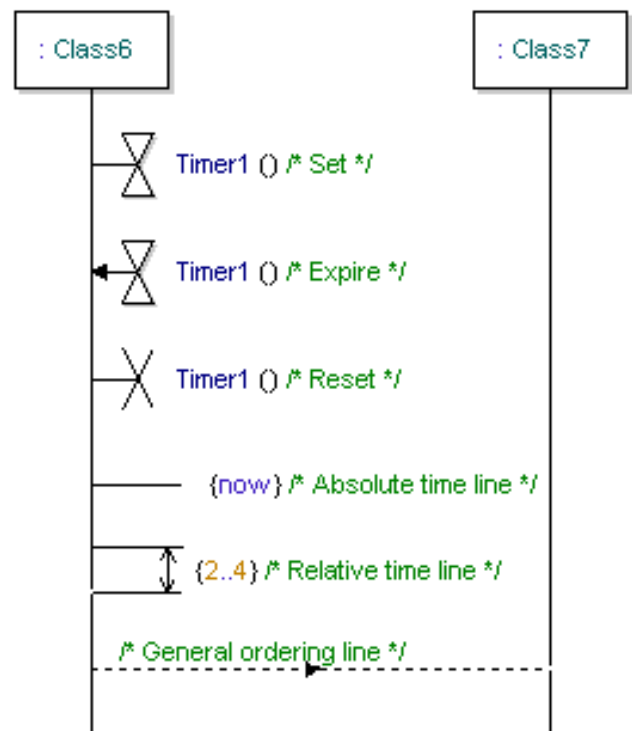 : Class6
: Class7
Timer1 () /* Set */
Timer1 () /* Expire */
Timer1 () /* Reset */
{now} /* Absolute time line */
{2..4} /* Relative time line */
/* General ordering line */